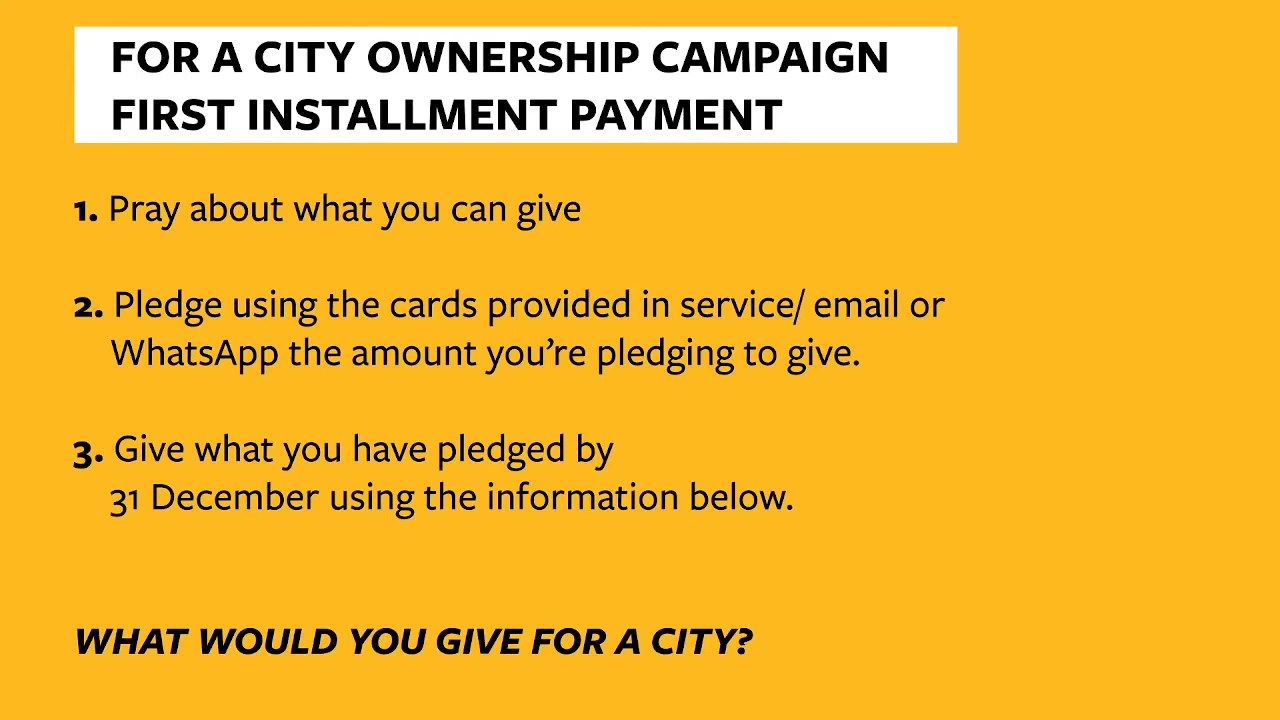 FOR A CITY OWNERSHIP CAMPAIGN
FIRST INSTALLMENT PAYMENT
1. Pray about what you can give
2. Pledge using the cards provided in service/ email or
WhatsApp the amount you’re pledging to give.
3. Give what you have pledged by
31 December using the information below.
WHAT WOULD YOU GIVE FOR A CITY?